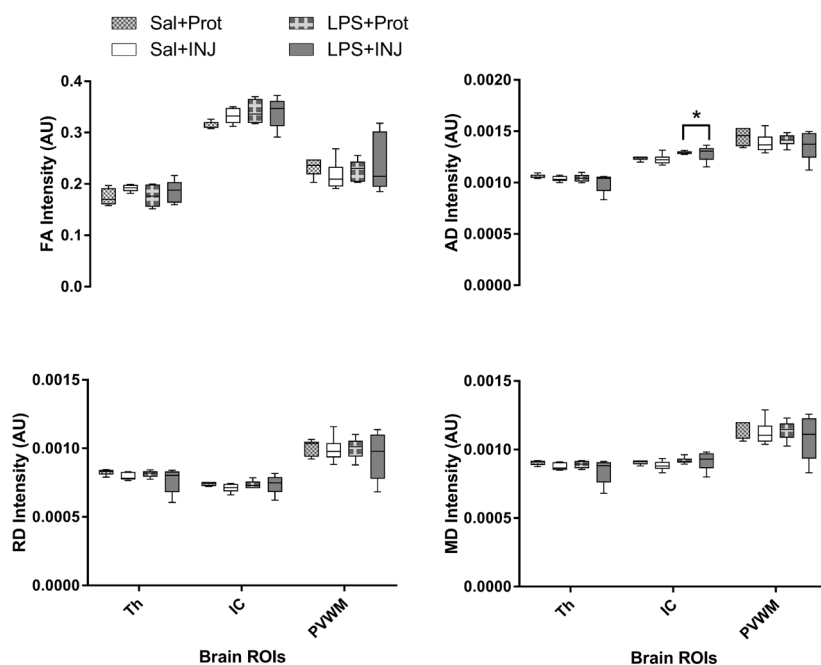 Sal+Prot LPS+Prot
Sal+INJ LPS+INJ
FA Intensity (AU)
0.4
0.3
0.2
0.1
0.0
AD Intensity (AU)
0.0020
0.0015
0.0010
0.0005
0.0000
*
RD Intensity (AU)
0.0015
0.0010
0.0005
0.0000
Th IC PVWM
Brain ROIs
MD Intensity (AU)
0.0015
0.0010
0.0005
0.0000
Th IC PVWM
Brain ROIs